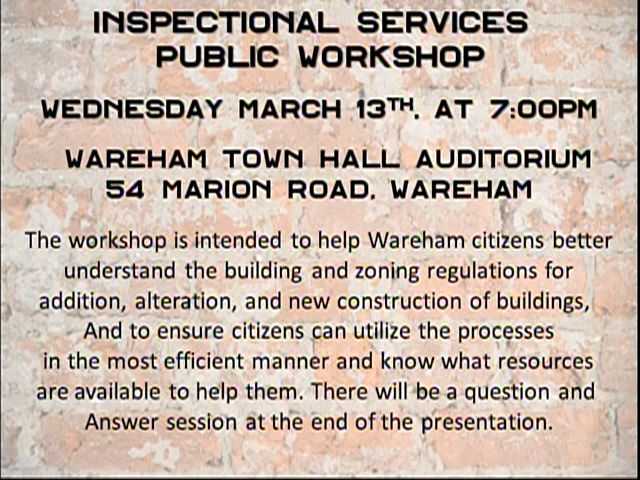 INSPECTIONAL SERVICES
PUBLIC WORKSHOP
WEDNESDAY MARCH 13TH. AT 7:00PM
WAREHAM TOWN HALL AUDITORIUM
54 MARION ROAD, WAREHAM
The workshop is intended to help Wareham citizens better
understand the building and zoning regulations for
addition, alteration, and new construction of buildings,
And to ensure citizens can utilize the processes
in the most efficient manner and know what resources
are available to help them. There will be a question and
Answer session at the end of the presentation.